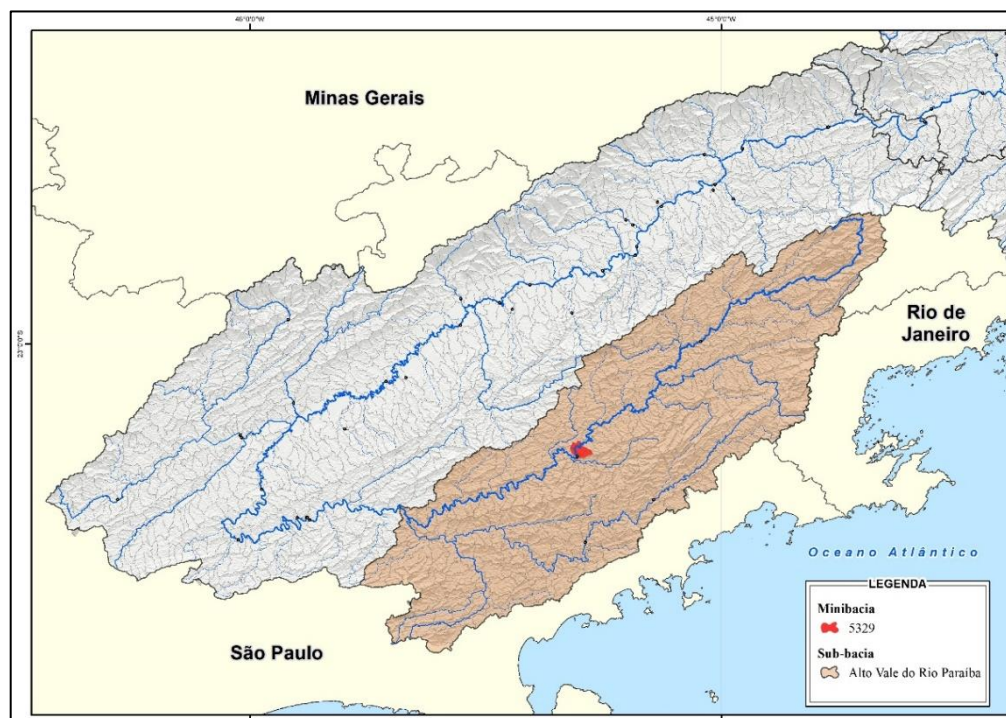 46°0'0"W
45°0'0"W
Minas Gerais
23°0'0"S
Rio de
Janeiro
Oceano Atlântico
São Paulo
LEGENDA
Minibacia
5329
Sub-bacia
Alto Vale do Rio Paraíba